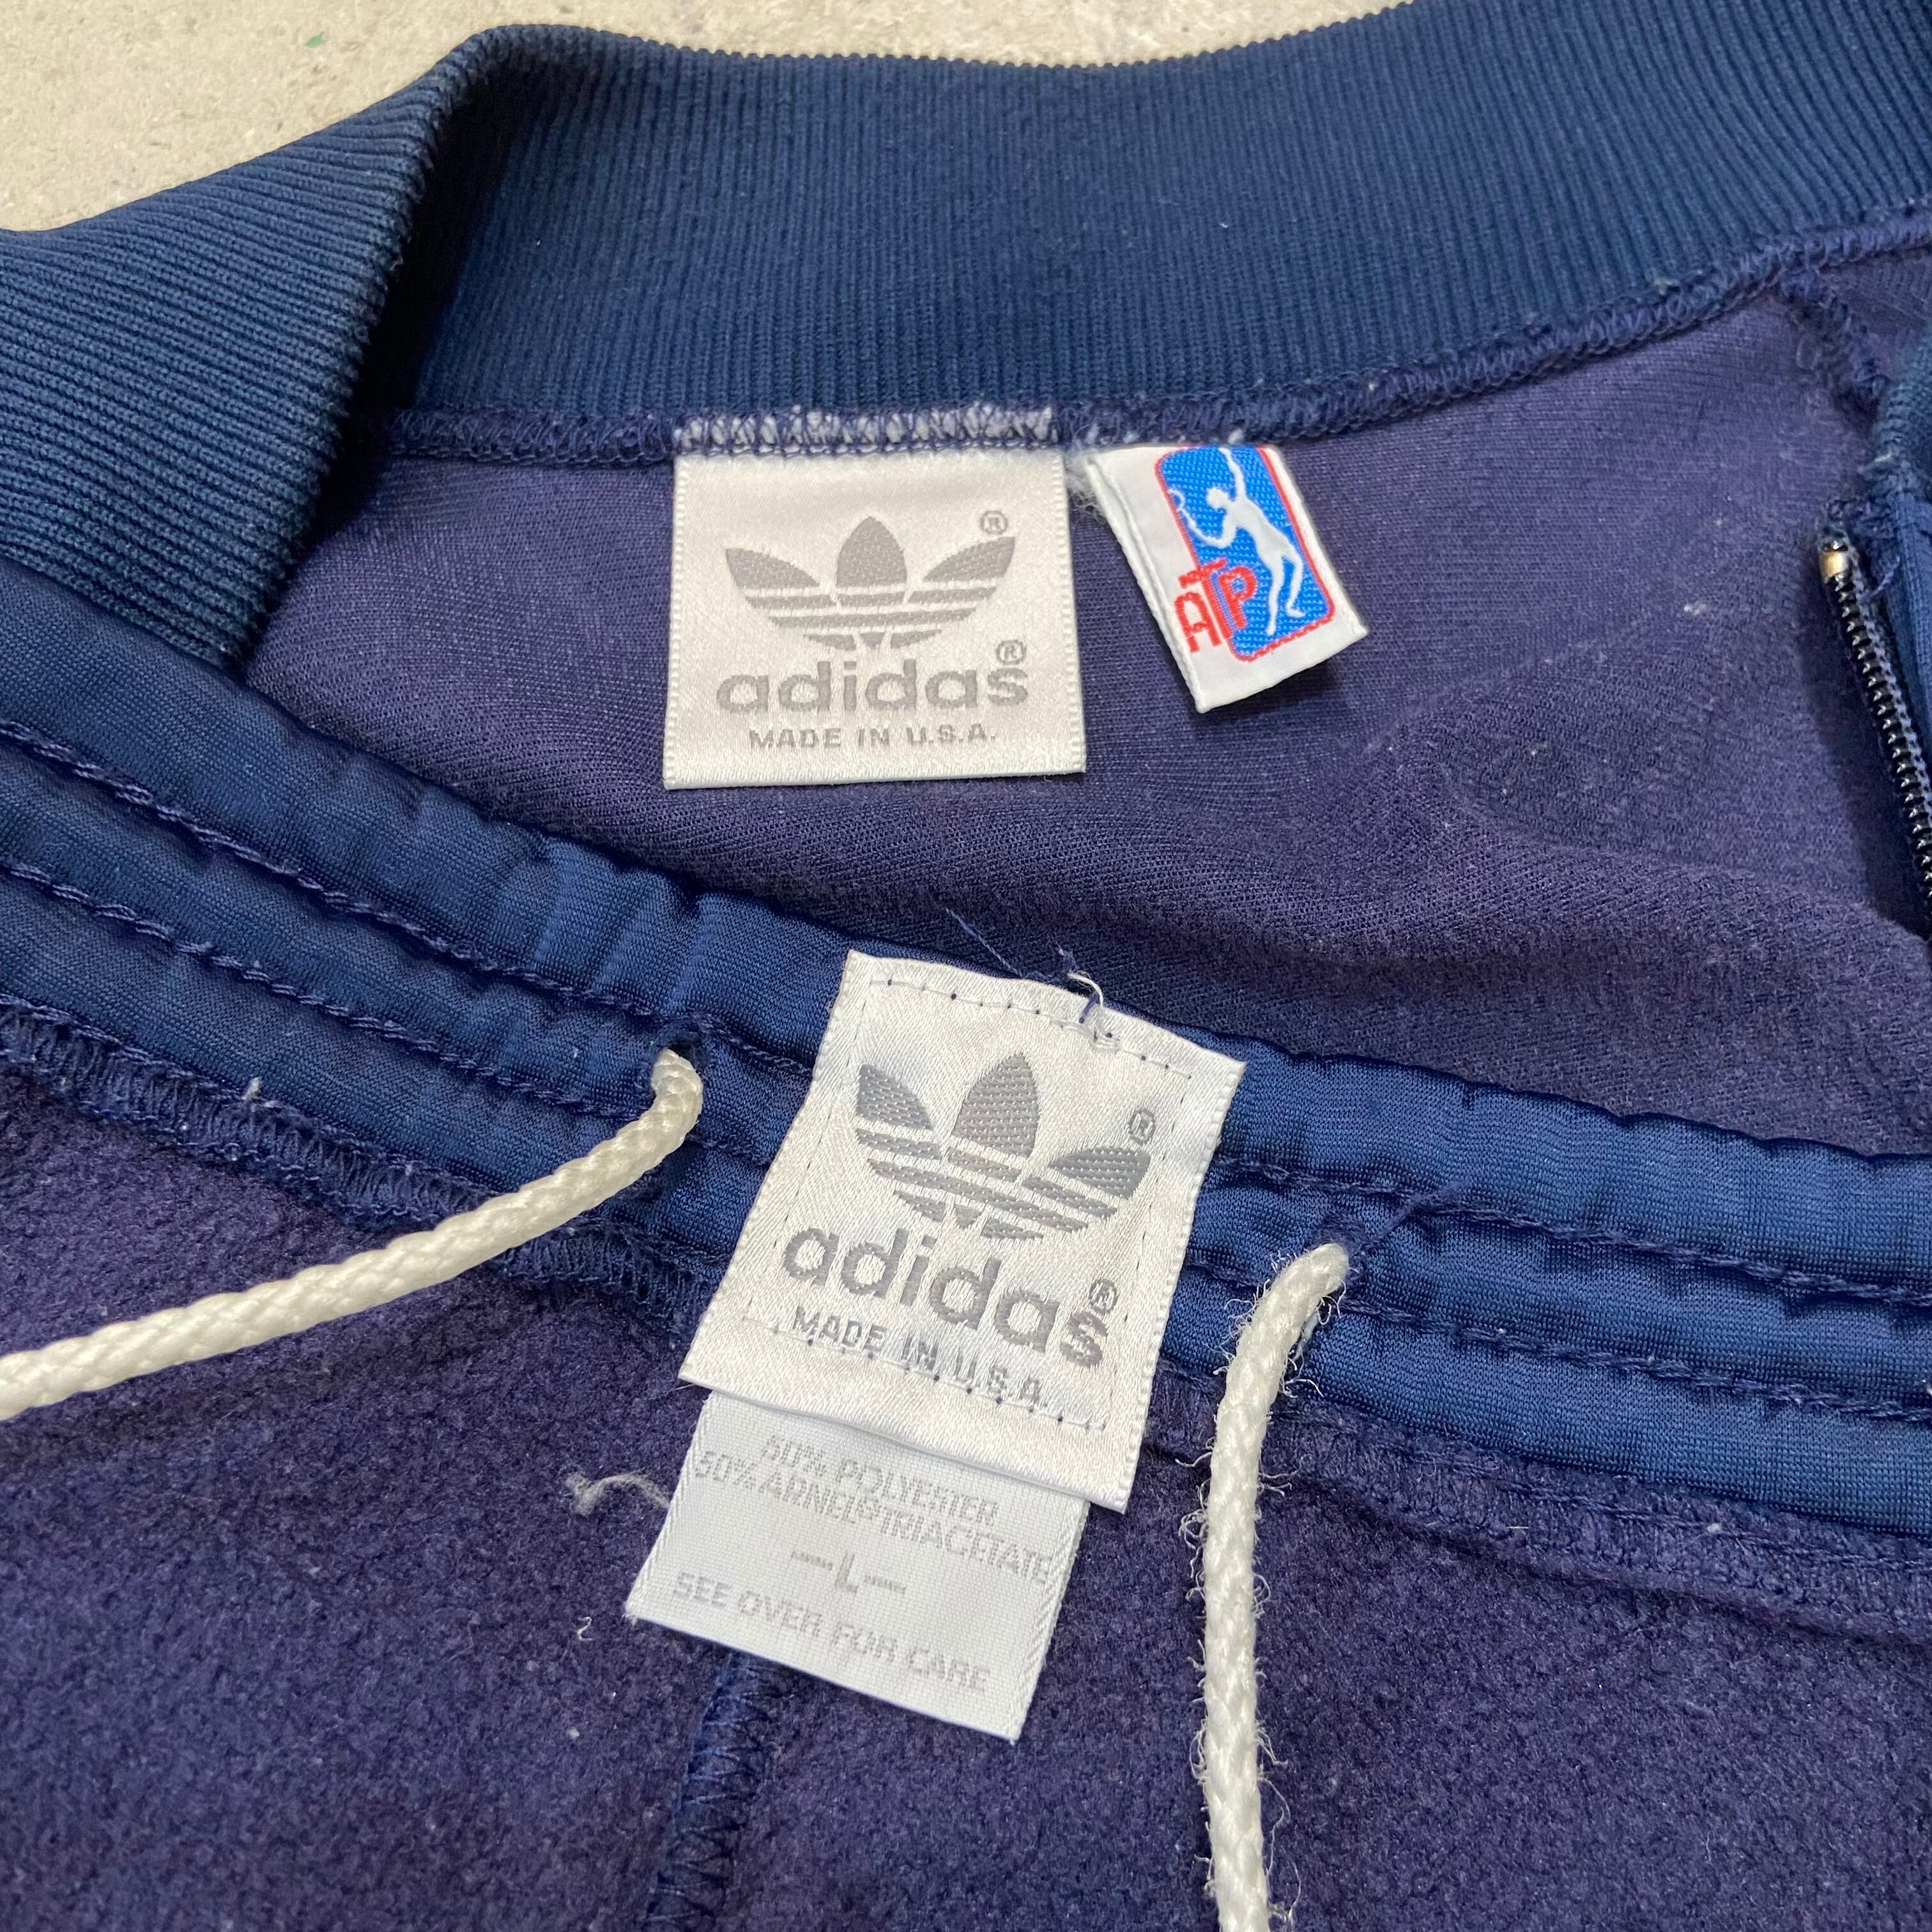 ®
adidas®
MADE IN U.S.A.
ATP
®
adidas®
MADE IN U.S.A.
50% POLYESTER
50% ARNEL® TRIACETATE
—L—
SEE OVER FOR CARE